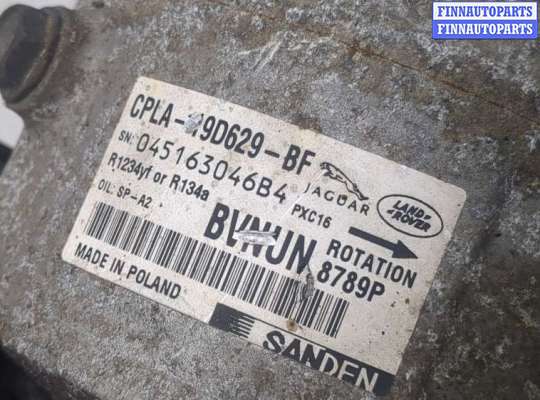 FINNAUTOPARTS
FINNAUTOPARTS
CPLA-19D629-BF
SN: 045163046B4
R1234yf or R134a
OIL: SP-A2
JAGUAR
PXC16
LAND
ROVER
ROTATION
8789P
MADE IN POLAND
SANDEN